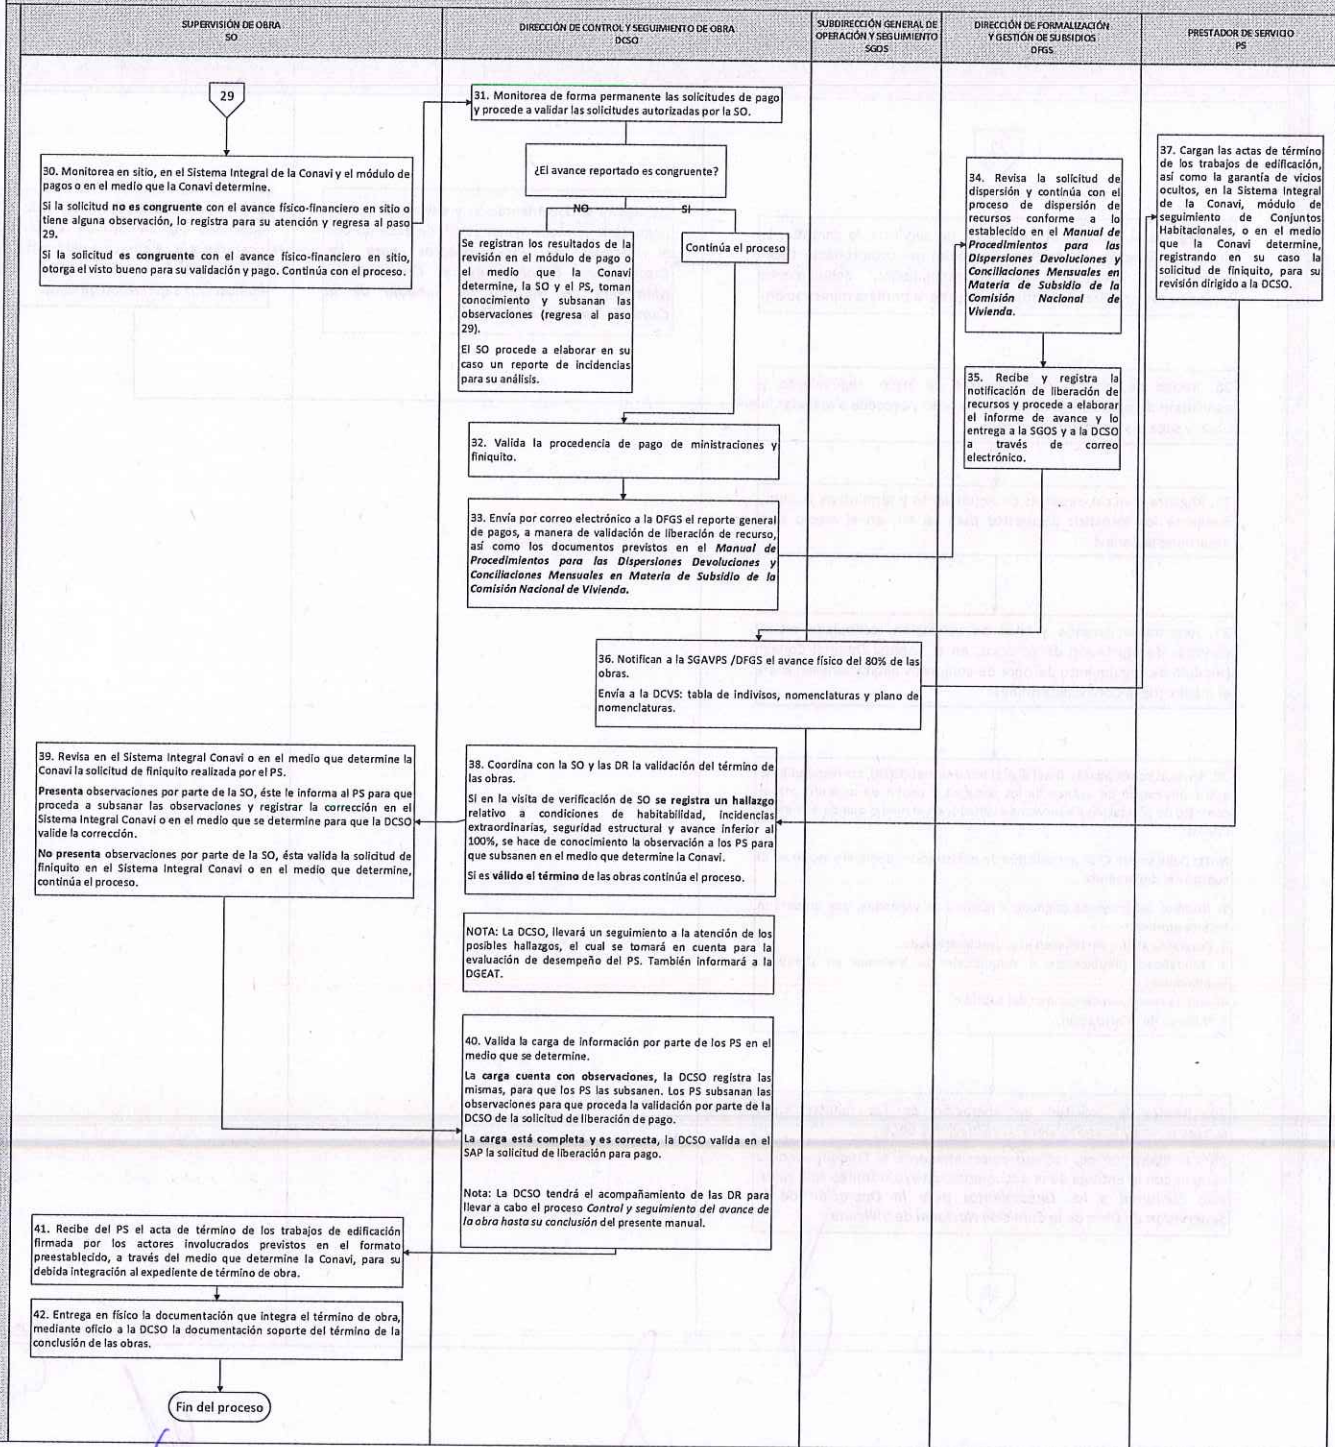 SUPERVISIÓN DE OBRA
SO
DIRECCIÓN DE CONTROL Y SEGUIMIENTO DE OBRA
DCSO
SUBDIRECCIÓN GENERAL DE
OPERACIÓN Y SEGUIMIENTO
SGOS
DIRECCIÓN DE FORMALIZACIÓN
Y GESTIÓN DE SUBSIDIOS
DFGS
PRESTADOR DE SERVICIO
PS
29
30. Monitorea en sitio, en el Sistema Integral de la Conavi y el módulo de
pagos o en el medio que la Conavi determine.
Si la solicitud no es congruente con el avance físico-financiero en sitio o
tiene alguna observación, lo registra para su atención y regresa al paso
29.
Si la solicitud es congruente con el avance físico-financiero en sitio,
otorga el visto bueno para su validación y pago. Continúa con el proceso.
31. Monitorea de forma permanente las solicitudes de pago
y procede a validar las solicitudes autorizadas por la SO.
¿El avance reportado es congruente?
NO
SI
Se registran los resultados de la
revisión en el módulo de pago o
el medio que la Conavi
determine, la SO y el PS, toman
conocimiento y subsanan las
observaciones (regresa al paso
29).
El SO procede a elaborar en su
caso un reporte de incidencias
para su análisis.
Continúa el proceso
32. Valida la procedencia de pago de ministraciones y
finiquito.
33. Envía por correo electrónico a la DFGS el reporte general
de pagos, a manera de validación de liberación de recurso,
así como los documentos previstos en el Manual de
Procedimientos para las Dispersiones Devoluciones y
Conciliaciones Mensuales en Materia de Subsidio de la
Comisión Nacional de Vivienda.
34. Revisa la solicitud de
dispersión y continúa con el
proceso de dispersión de
recursos conforme a lo
establecido en el Manual de
Procedimientos para las
Dispersiones Devoluciones y
Conciliaciones Mensuales en
Materia de Subsidio de la
Comisión Nacional de
Vivienda.
35. Recibe y registra la
notificación de liberación de
recursos y procede a elaborar
el informe de avance y lo
entrega a la SGOS y a la DCSO
a través de correo
electrónico.
36. Notifican a la SGAVPS /DFGS el avance físico del 80% de las
obras.
Envía a la DCVS: tabla de indivisos, nomenclaturas y plano de
nomenclaturas.
37. Cargan las actas de término
de los trabajos de edificación,
así como la garantía de vicios
ocultos, en la Sistema Integral
de la Conavi, módulo de
seguimiento de Conjuntos
Habitacionales, o en el medio
que la Conavi determine,
registrando en su caso la
solicitud de finiquito, para su
revisión dirigido a la DCSO.
38. Coordina con la SO y las DR la validación del término de
las obras.
Si en la visita de verificación de SO se registra un hallazgo
relativo a condiciones de habitabilidad, incidencias
extraordinarias, seguridad estructural y avance inferior al
100%, se hace de conocimiento la observación a los PS para
que subsanen en el medio que determine la Conavi.
Si es válido el término de las obras continúa el proceso.
39. Revisa en el Sistema Integral Conavi o en el medio que determine la
Conavi la solicitud de finiquito realizada por el PS.
Presenta observaciones por parte de la SO, éste le informa al PS para que
proceda a subsanar las observaciones y registrar la corrección en el
Sistema Integral Conavi o en el medio que se determine para que la DCSO
valide la corrección.
No presenta observaciones por parte de la SO, ésta valida la solicitud de
finiquito en el Sistema Integral Conavi o en el medio que determine,
continúa el proceso.
NOTA: La DCSO, llevará un seguimiento a la atención de los
posibles hallazgos, el cual se tomará en cuenta para la
evaluación de desempeño del PS. También informará a la
DGEAT.
40. Valida la carga de información por parte de los PS en el
medio que se determine.
La carga cuenta con observaciones, la DCSO registra las
mismas, para que los PS las subsanen. Los PS subsanan las
observaciones para que proceda la validación por parte de la
DCSO de la solicitud de liberación de pago.
La carga está completa y es correcta, la DCSO valida en el
SAP la solicitud de liberación para pago.
Nota: La DCSO tendrá el acompañamiento de las DR para
llevar a cabo el proceso Control y seguimiento del avance de
la obra hasta su conclusión del presente manual.
41. Recibe del PS el acta de término de los trabajos de edificación
firmada por los actores involucrados previstos en el formato
preestablecido, a través del medio que determine la Conavi, para su
debida integración al expediente de término de obra.
42. Entrega en físico la documentación que integra el término de obra,
mediante oficio a la DCSO la documentación soporte del término de la
conclusión de las obras.
Fin del proceso